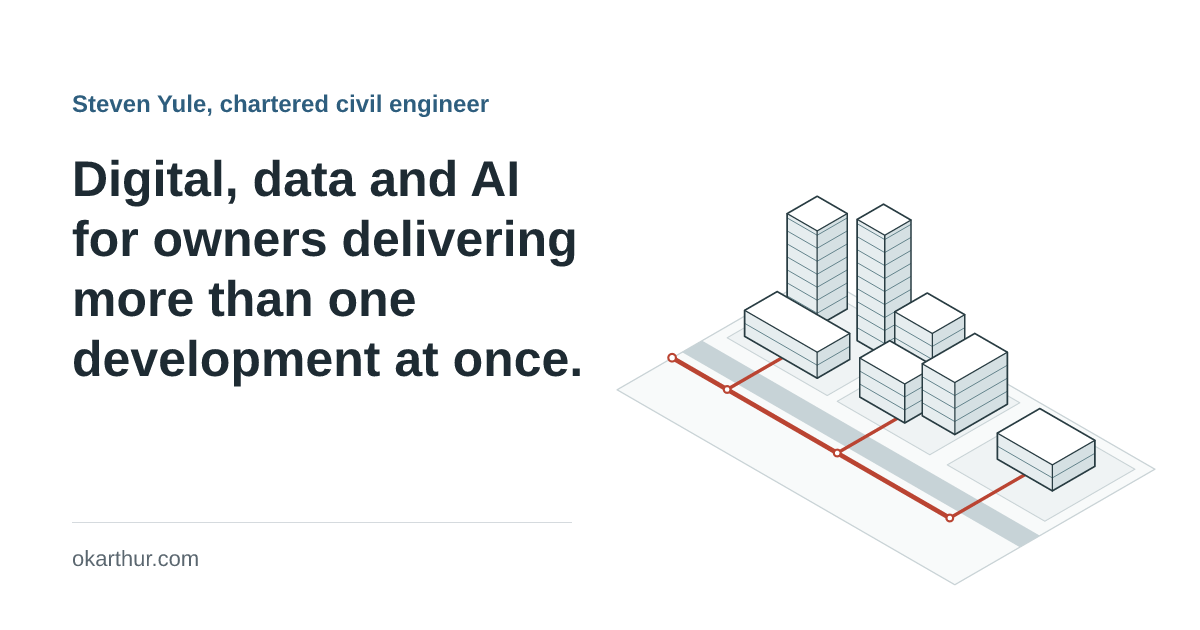 Steven Yule, chartered civil engineer
Digital, data and AI
for owners delivering
more than one
development at once.
okarthur.com